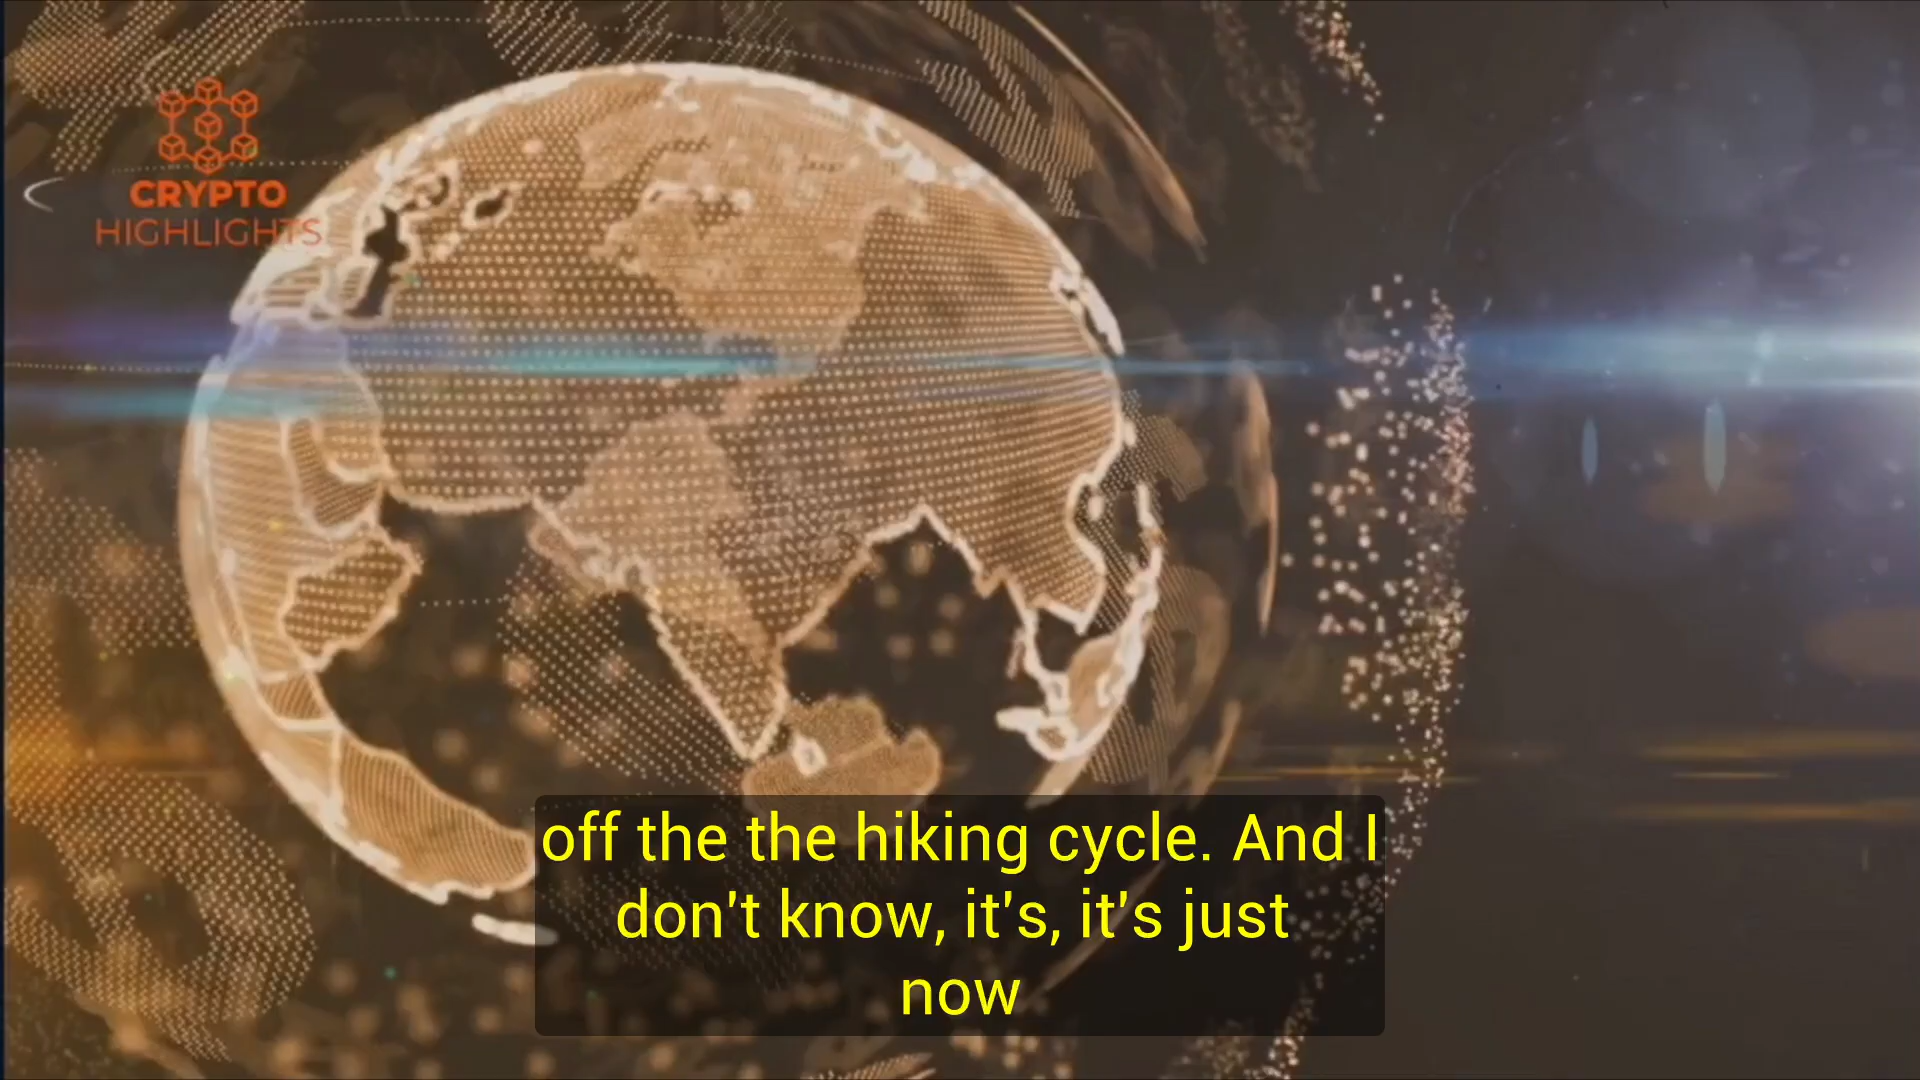 CRYPTO
HIGHLIGHTS
off the the hiking cycle. And I
don't know, it's, it's just
now